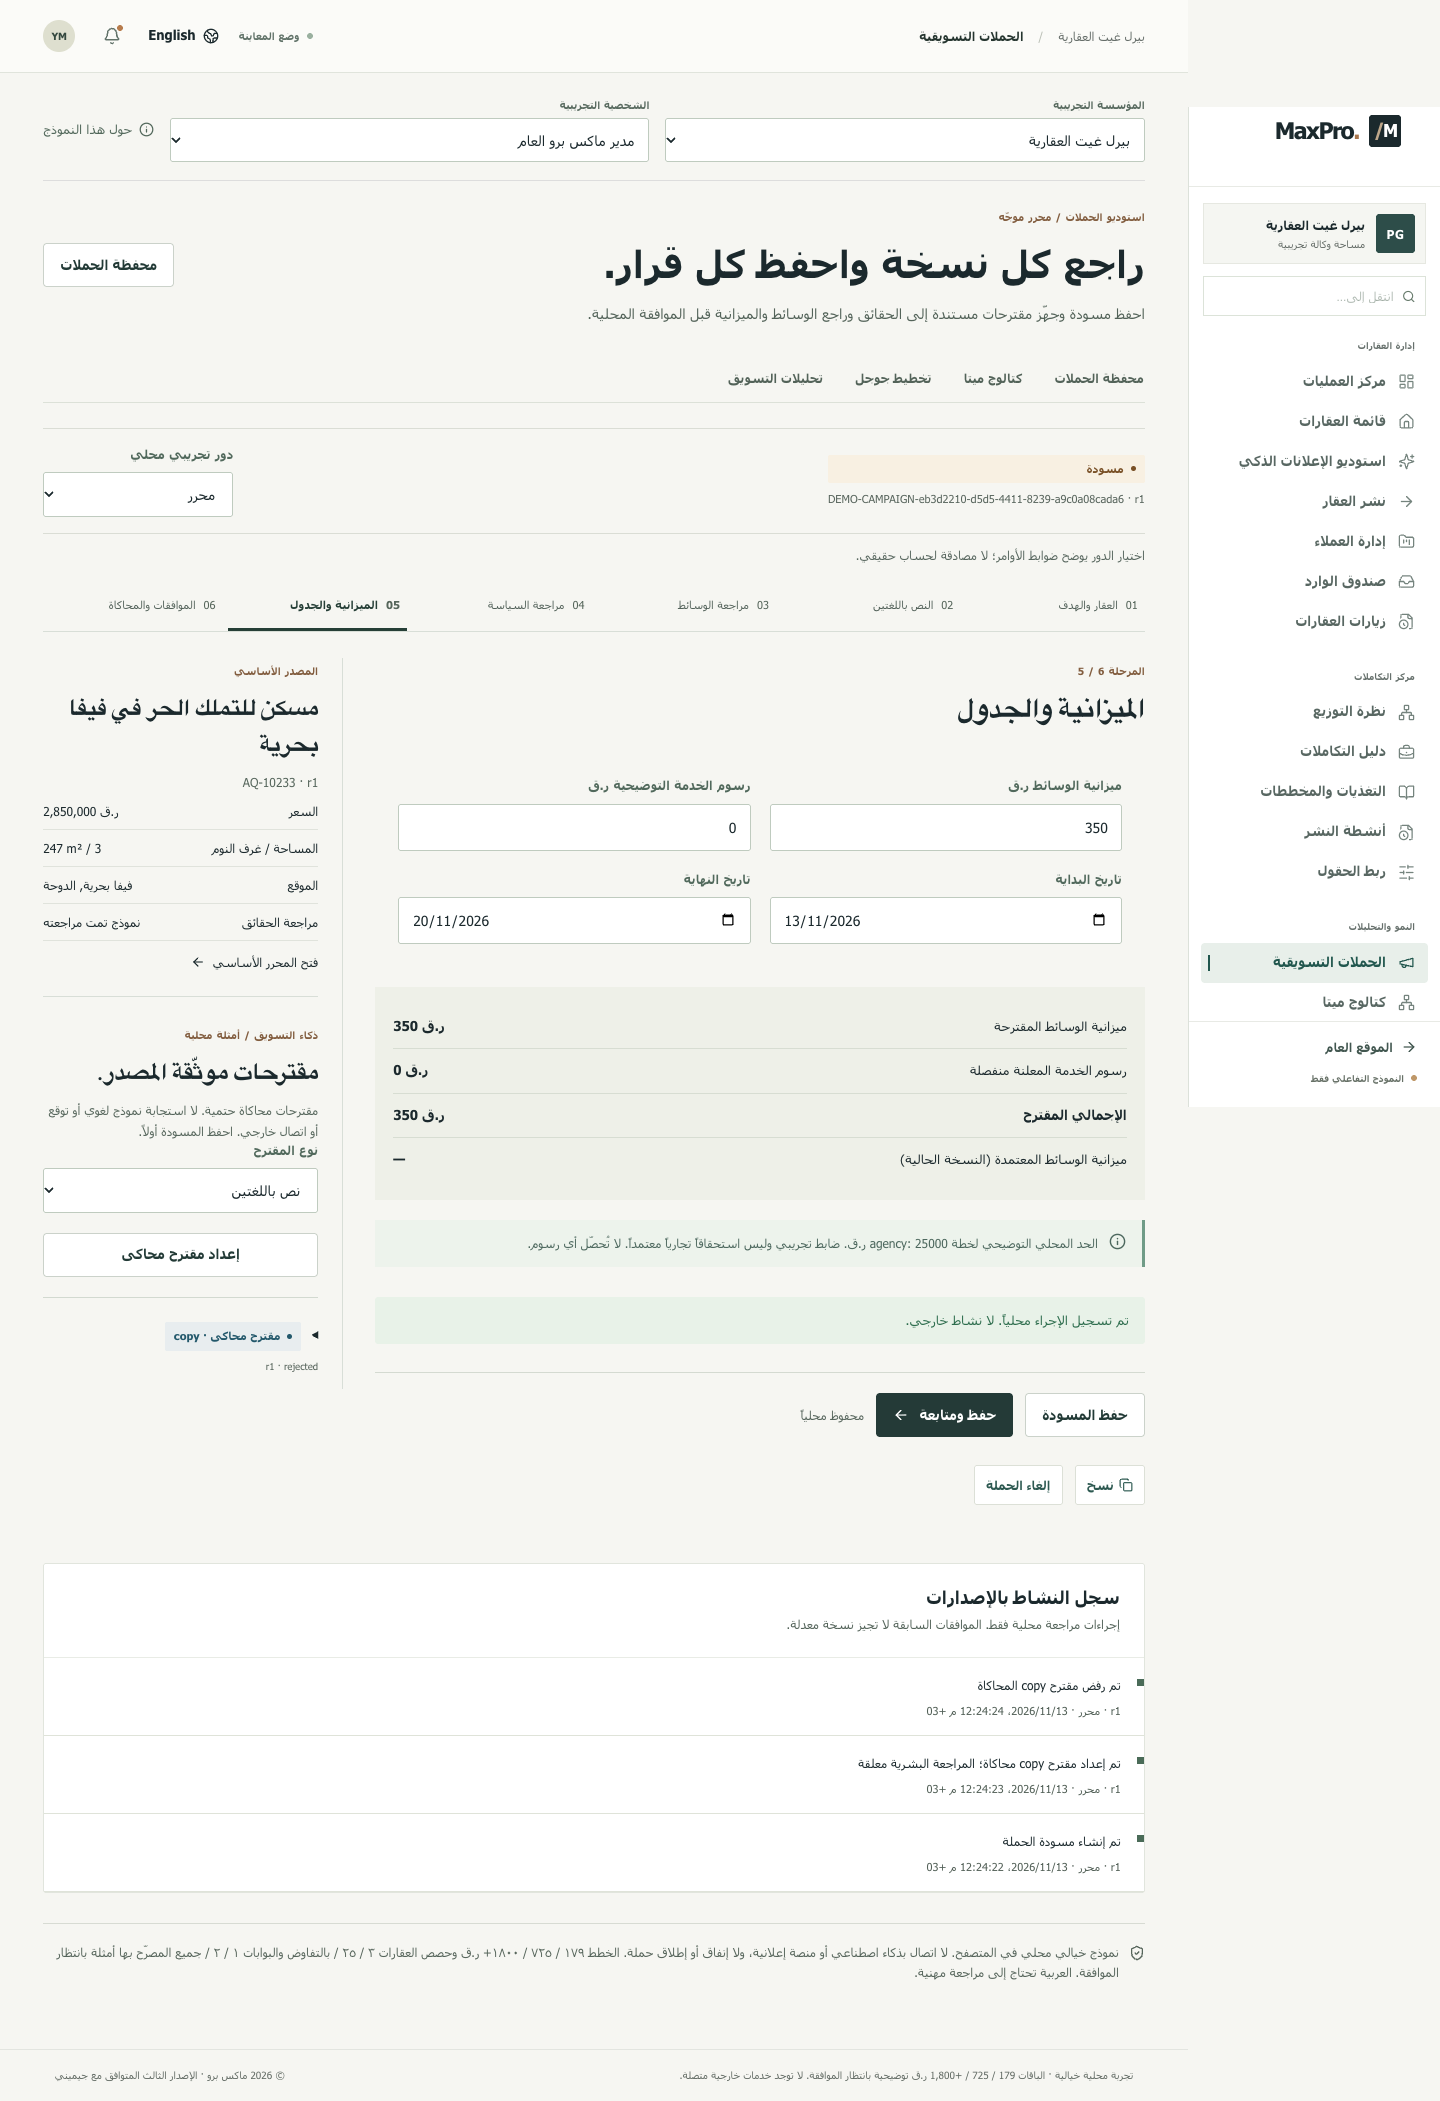 بيرل غيت العقارية / الحملات التسويقية
وضع المعاينة
English
YM
MaxPro.
M/
PG
بيرل غيت العقارية
مساحة وكالة تجريبية
انتقل إلى...
إدارة العقارات
مركز العمليات
قائمة العقارات
استوديو الإعلانات الذكي
نشر العقار
إدارة العملاء
صندوق الوارد
زيارات العقارات
مركز التكاملات
نظرة التوزيع
دليل التكاملات
التغذيات والمخططات
أنشطة النشر
ربط الحقول
النمو والتحليلات
الحملات التسويقية
كتالوج ميتا
الموقع العام
النموذج التفاعلي فقط
المؤسسة التجريبية
بيرل غيت العقارية
الشخصية التجريبية
مدير ماكس برو العام
حول هذا النموذج
استوديو الحملات / محرر موجّه
راجع كل نسخة واحفظ كل قرار.
احفظ مسودة وجهّز مقترحات مستندة إلى الحقائق وراجع الوسائط والميزانية قبل الموافقة المحلية.
محفظة الحملات
محفظة الحملات
كتالوج ميتا
تخطيط جوجل
تحليلات التسويق
مسودة
DEMO-CAMPAIGN-eb3d2210-d5d5-4411-8239-a9c0a08cada6 · r1
دور تجريبي محلي
محرر
اختيار الدور يوضح ضوابط الأوامر؛ لا مصادقة لحساب حقيقي.
01 العقار والهدف
02 النص باللغتين
03 مراجعة الوسائط
04 مراجعة السياسة
05 الميزانية والجدول
06 الموافقات والمحاكاة
المرحلة 6 / 5
الميزانية والجدول
ميزانية الوسائط ر.ق
350
رسوم الخدمة التوضيحية ر.ق
0
تاريخ البداية
13/11/2026
تاريخ النهاية
20/11/2026
ميزانية الوسائط المقترحة
ر.ق 350
رسوم الخدمة المعلنة منفصلة
ر.ق 0
الإجمالي المقترح
ر.ق 350
ميزانية الوسائط المعتمدة (النسخة الحالية)
—
الحد المحلي التوضيحي لخطة agency: 25000 ر.ق. ضابط تجريبي وليس استحقاقاً تجارياً معتمداً. لا تُحصّل أي رسوم.
تم تسجيل الإجراء محلياً. لا نشاط خارجي.
حفظ المسودة
حفظ ومتابعة
محفوظ محلياً
نسخ
إلغاء الحملة
المصدر الأساسي
مسكن للتملك الحر في فيفا
بحرية
AQ-10233 · r1
السعر
ر.ق 2,850,000
المساحة / غرف النوم
247 m² / 3
الموقع
فيفا بحرية, الدوحة
مراجعة الحقائق
نموذج تمت مراجعته
فتح المحرر الأساسي
ذكاء التسويق / أمثلة محلية
مقترحات موثّقة المصدر.
مقترحات محاكاة حتمية. لا استجابة نموذج لغوي أو توقع
أو اتصال خارجي. احفظ المسودة أولاً.
نوع المقترح
نص باللغتين
إعداد مقترح محاكى
مقترح محاكى · copy
r1 · rejected
سجل النشاط بالإصدارات
إجراءات مراجعة محلية فقط. الموافقات السابقة لا تجيز نسخة معدلة.
تم رفض مقترح copy المحاكاة
r1 · محرر · 2026/11/13، 12:24:24 م +03
تم إعداد مقترح copy محاكاة؛ المراجعة البشرية معلقة
r1 · محرر · 2026/11/13، 12:24:23 م +03
تم إنشاء مسودة الحملة
r1 · محرر · 2026/11/13، 12:24:22 م +03
نموذج خيالي محلي في المتصفح. لا اتصال بذكاء اصطناعي أو منصة إعلانية، ولا إنفاق أو إطلاق حملة. الخطط ١٧٩ / ٧٢٥ / ١٨٠٠+ ر.ق وحصص العقارات ٣ / ٢٥ / بالتفاوض والبوابات ١ / ٢ / جميع المصرّح بها أمثلة بانتظار
الموافقة. العربية تحتاج إلى مراجعة مهنية.
تجربة محلية خيالية · الباقات 179 / 725 / +1,800 ر.ق توضيحية بانتظار الموافقة. لا توجد خدمات خارجية متصلة.
© 2026 ماكس برو · الإصدار الثالث المتوافق مع جيميني